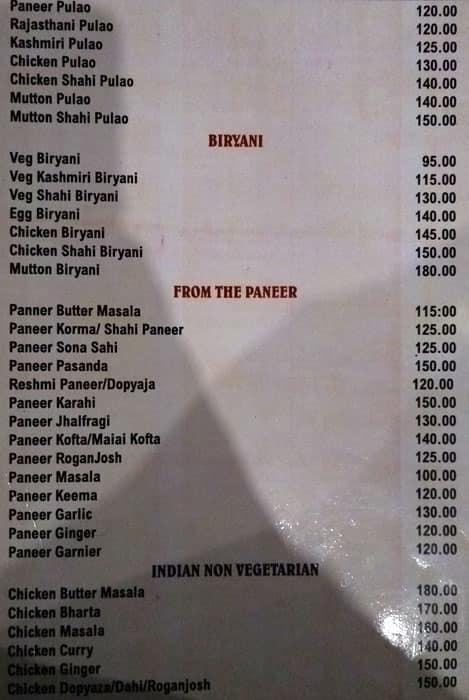 Paneer Pulao 120.00
Rajasthani Pulao 120.00
Kashmiri Pulao 125.00
Chicken Pulao 130.00
Chicken Shahi Pulao 140.00
Mutton Pulao 140.00
Mutton Shahi Pulao 150.00
BIRYANI
Veg Biryani 95.00
Veg Kashmiri Biryani 115.00
Veg Shahi Biryani 130.00
Egg Biryani 140.00
Chicken Biryani 145.00
Chicken Shahi Biryani 150.00
Mutton Biryani 180.00
FROM THE PANEER
Panner Butter Masala 115:00
Paneer Korma/ Shahi Paneer 125.00
Paneer Sona Sahi 125.00
Paneer Pasanda 150.00
Reshmi Paneer/Dopyaja 120.00
Paneer Karahi 150.00
Paneer Jhalfragi 130.00
Paneer Kofta/Maiai Kofta 140.00
Paneer RoganJosh 125.00
Paneer Masala 100.00
Paneer Keema 120.00
Paneer Garlic 130.00
Paneer Ginger 120.00
Paneer Garnier 120.00
INDIAN NON VEGETARIAN
Chicken Butter Masala 180.00
Chicken Bharta 170.00
Chicken Masala 160.00
Chicken Curry 140.00
Chicken Ginger 150.00
Chicken Dopyaza/Dahi/Roganjosh 150.00